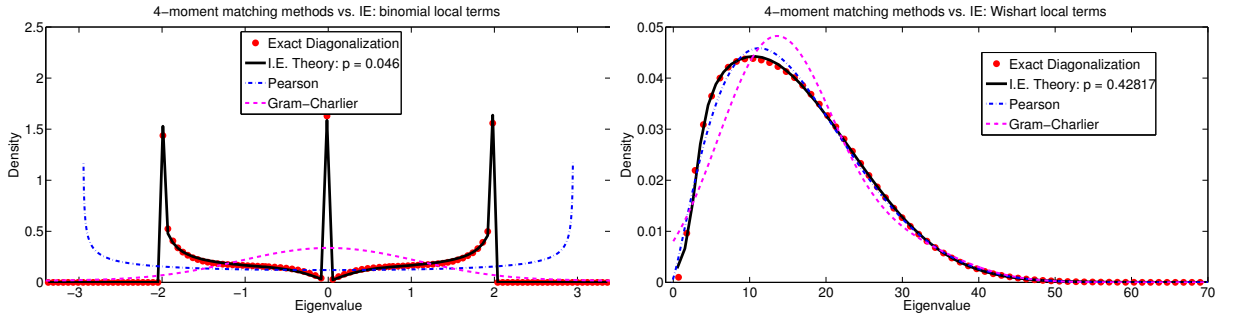 4−moment matching methods vs. IE: binomial local terms
2.5
2
1.5
1
0.5
0
Density
Exact Diagonalization
I.E. Theory: p = 0.046
Pearson
Gram−Charlier
−3
−2
−1
0
1
2
3
Eigenvalue
4−moment matching methods vs. IE: Wishart local terms
0.05
0.04
0.03
0.02
0.01
0
Density
Exact Diagonalization
I.E. Theory: p = 0.42817
Pearson
Gram−Charlier
0
10
20
30
40
50
60
70
Eigenvalue